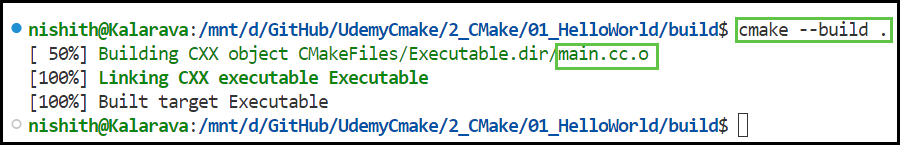 nishith@Kalarava:/mnt/d/GitHub/UdemyCmake/2_CMake/01_HelloWorld/build$ cmake --build .
[ 50%] Building CXX object CMakeFiles/Executable.dir/main.cc.o
[100%] Linking CXX executable Executable
[100%] Built target Executable
nishith@Kalarava:/mnt/d/GitHub/UdemyCmake/2_CMake/01_HelloWorld/build$